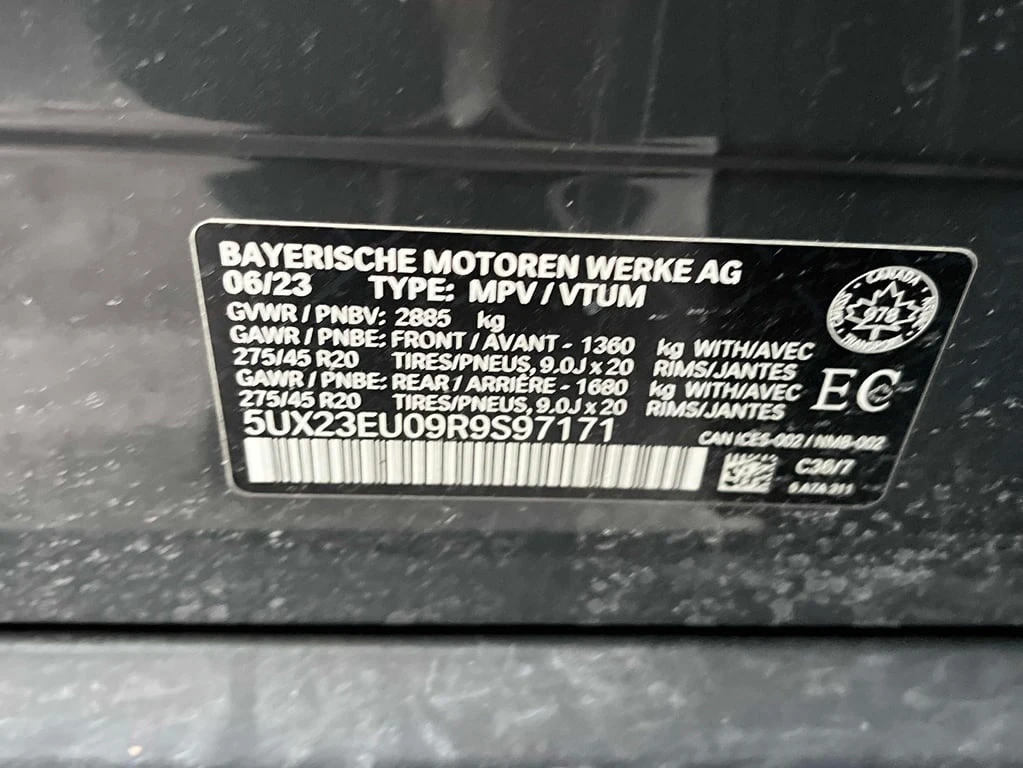 BAYERISCHE MOTOREN WERKE AG
06/23 TYPE: MPV / VTUM
GVWR / PNBV: 2885 kg
GAWR / PNBE: FRONT / AVANT - 1360 kg WITH/AVEC
275/45 R20 TIRES/PNEUS, 9.0J x 20 RIMS/JANTES
GAWR / PNBE: REAR / ARRIÈRE - 1680 kg WITH/AVEC
275/45 R20 TIRES/PNEUS, 9.0J x 20 RIMS/JANTES
5UX23EU09R9S97171
CANADA
978
TRANSPORT
EC
CAN ICES-002 / NMB-002
C36/7